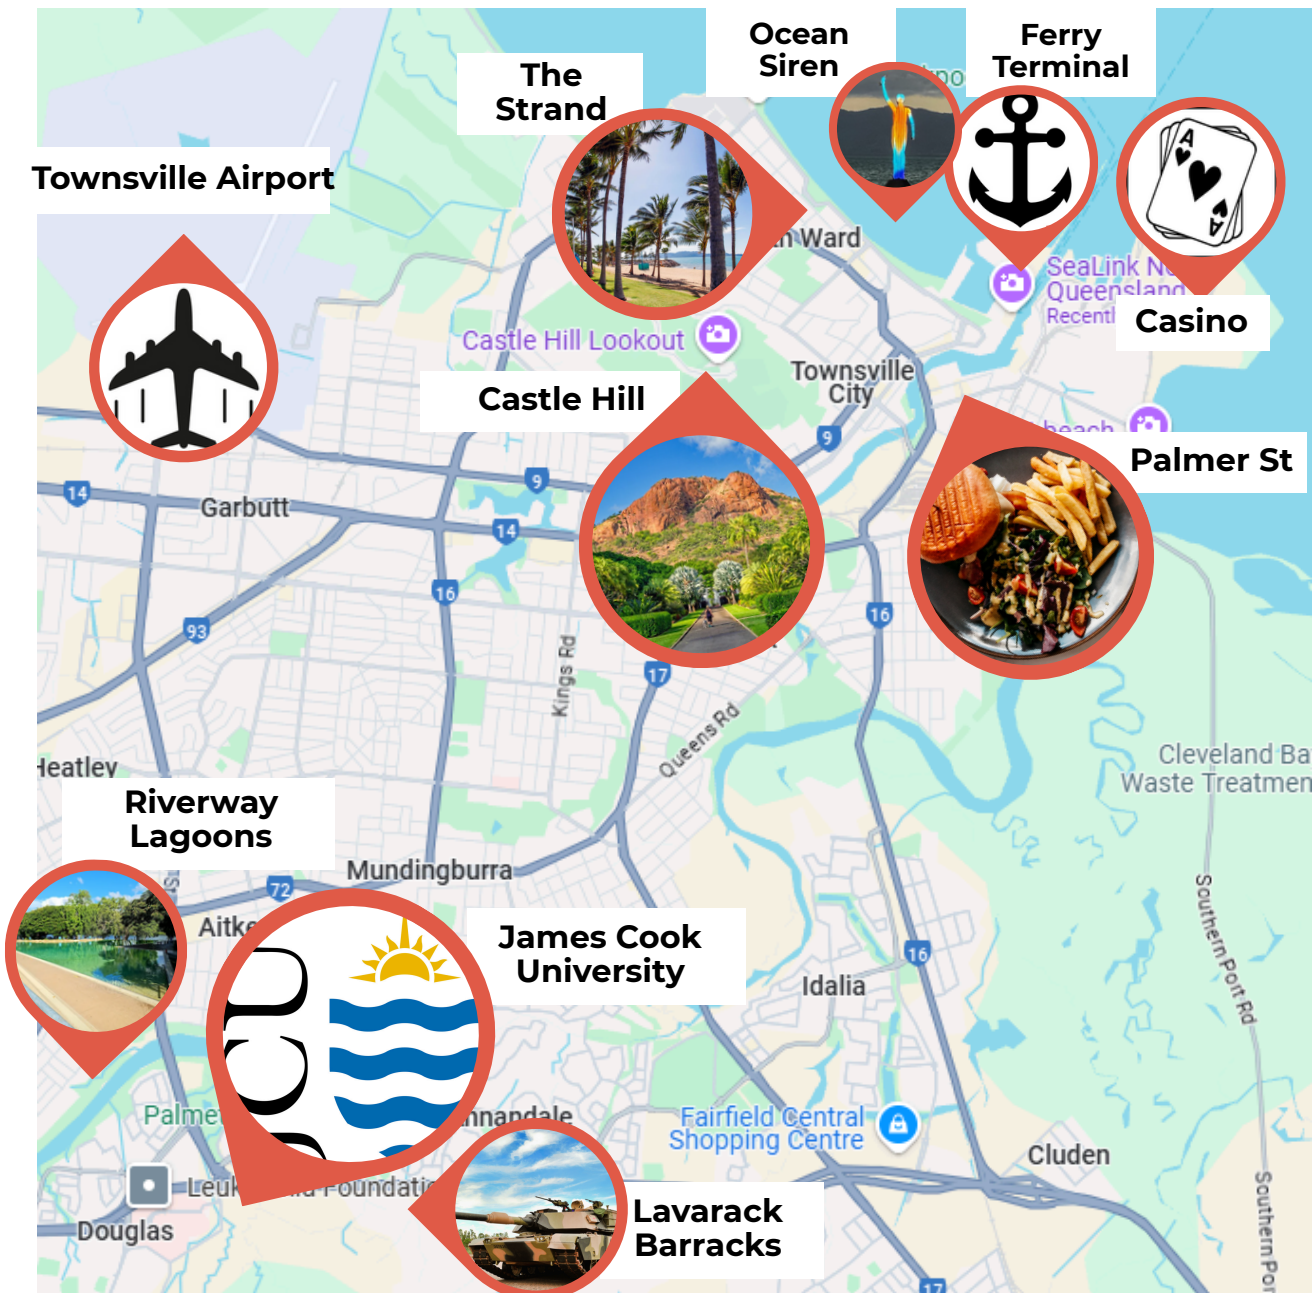 Ocean
Siren
Ferry
Terminal
The
Strand
Townsville Airport
A
A
Ward
SeaLink
Queensland
Casino
Castle Hill Lookout
Townsville
City
Castle Hill
9
beach
Palmer St
14
9
Garbutt
14
16
16
93
Kings Rd
17
Queens Rd
Heatley
Cleveland
Waste
Riverway
Lagoons
Mundingburra
72
James Cook
University
JCU
16
Idalia
Southern Port Rd
Fairfield Central
Shopping Centre
Cluden
Douglas
Lavarack
Barracks
Southern
17